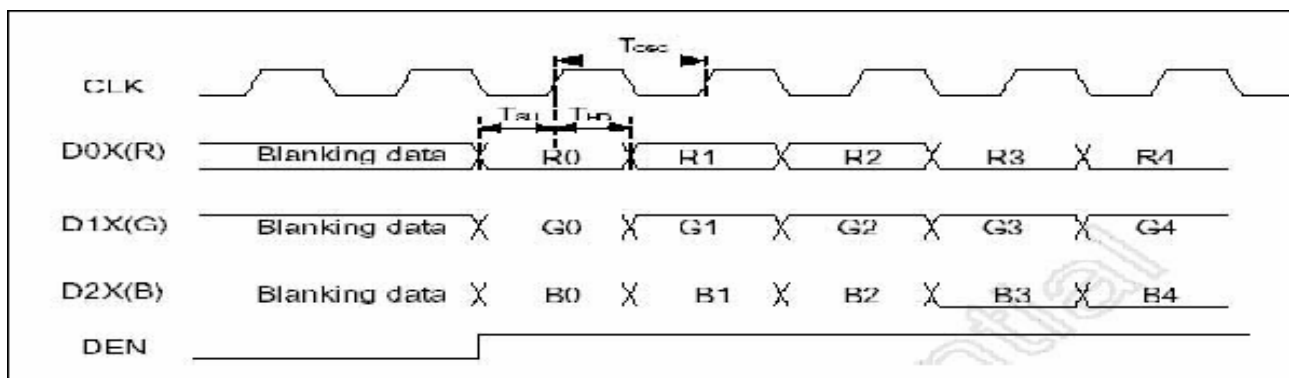 Tosc
CLK
TSU THD
D0X(R) Blanking data R0 R1 R2 R3 R4
D1X(G) Blanking data G0 G1 G2 G3 G4
D2X(B) Blanking data B0 B1 B2 B3 B4
DEN